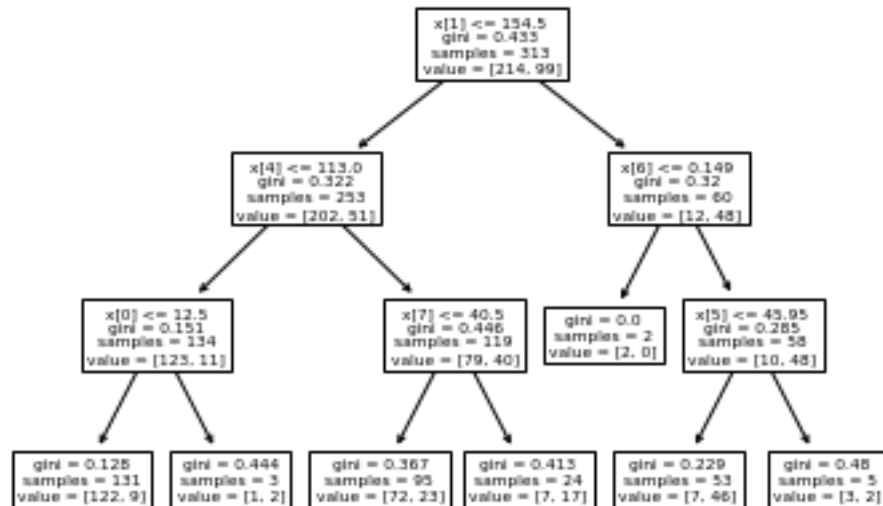 x[1] <= 154.5
gini = 0.433
samples = 313
value = [214, 99]
x[4] <= 113.0
gini = 0.322
samples = 253
value = [202, 51]
x[6] <= 0.149
gini = 0.32
samples = 60
value = [12, 48]
x[0] <= 12.5
gini = 0.151
samples = 134
value = [123, 11]
x[7] <= 40.5
gini = 0.446
samples = 119
value = [79, 40]
gini = 0.0
samples = 2
value = [2, 0]
x[5] <= 45.95
gini = 0.285
samples = 58
value = [10, 48]
gini = 0.128
samples = 131
value = [122, 9]
gini = 0.444
samples = 3
value = [1, 2]
gini = 0.367
samples = 95
value = [72, 23]
gini = 0.413
samples = 24
value = [7, 17]
gini = 0.229
samples = 53
value = [7, 46]
gini = 0.48
samples = 5
value = [3, 2]